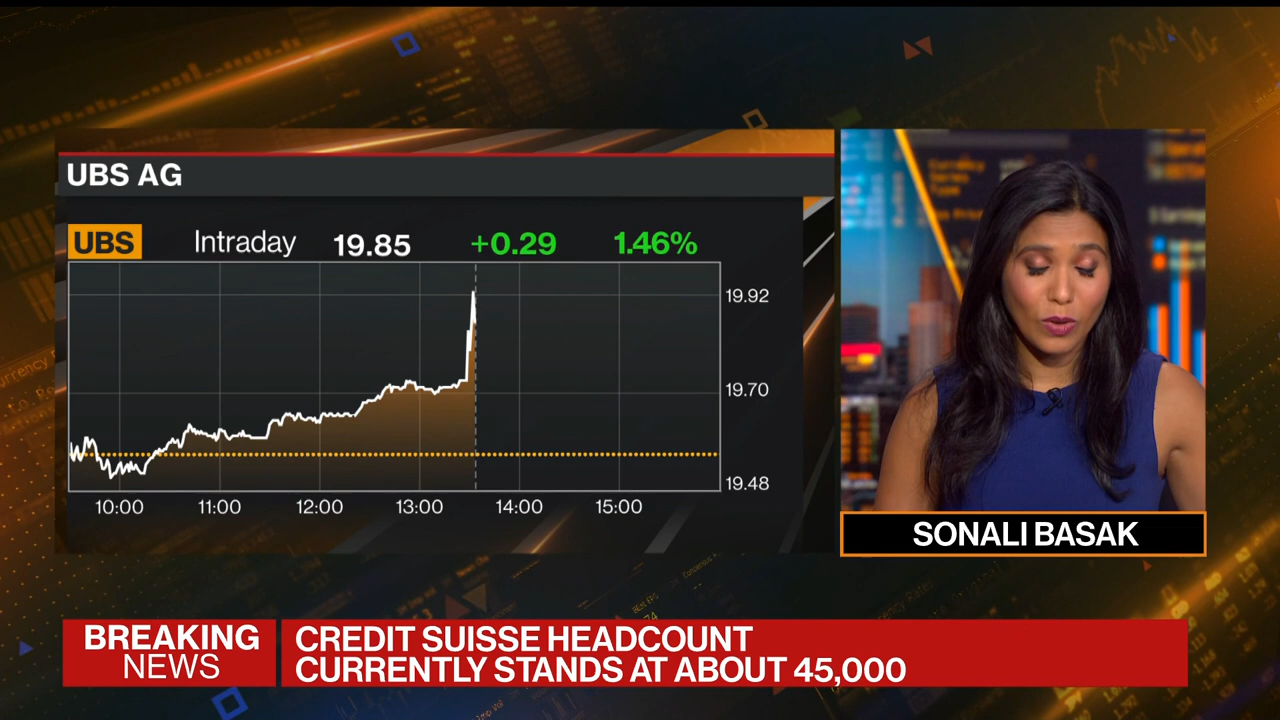 UBS AG
UBS Intraday 19.85 +0.29 1.46%
19.92
19.70
19.48
10:00 11:00 12:00 13:00 14:00 15:00
SONALI BASAK
BREAKING
NEWS
CREDIT SUISSE HEADCOUNT
CURRENTLY STANDS AT ABOUT 45,000